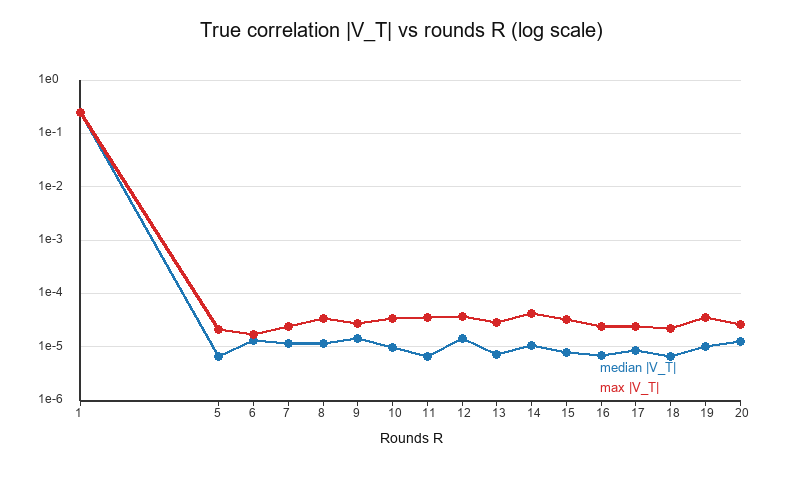 True correlation |V_T| vs rounds R (log scale)
1e0
1e-1
1e-2
1e-3
1e-4
1e-5
1e-6
median |V_T|
max |V_T|
1 5 6 7 8 9 10 11 12 13 14 15 16 17 18 19 20
Rounds R